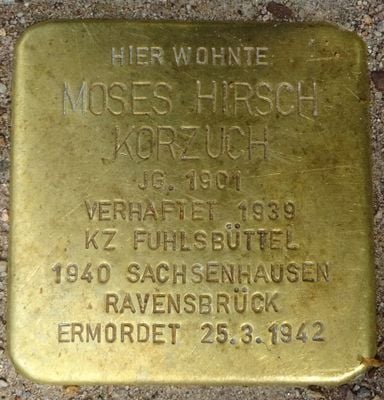 HIER WOHNTE
MOSES HIRSCH
KORZUCH
JG. 1901
VERHAFTET 1939
KZ FUHLSBÜTTEL
1940 SACHSENHAUSEN
RAVENSBRÜCK
ERMORDET 25.3.1942